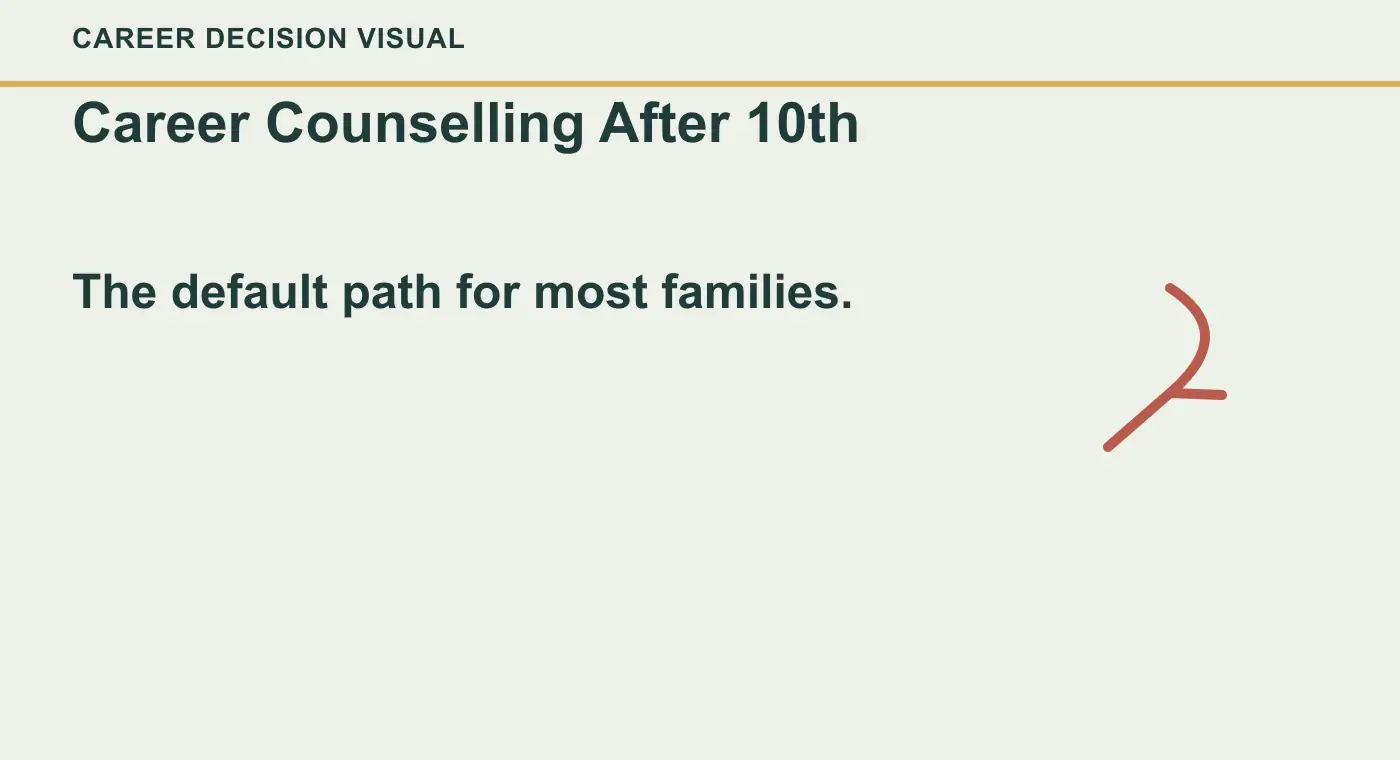 CAREER DECISION VISUAL
Career Counselling After 10th
The default path for most families.